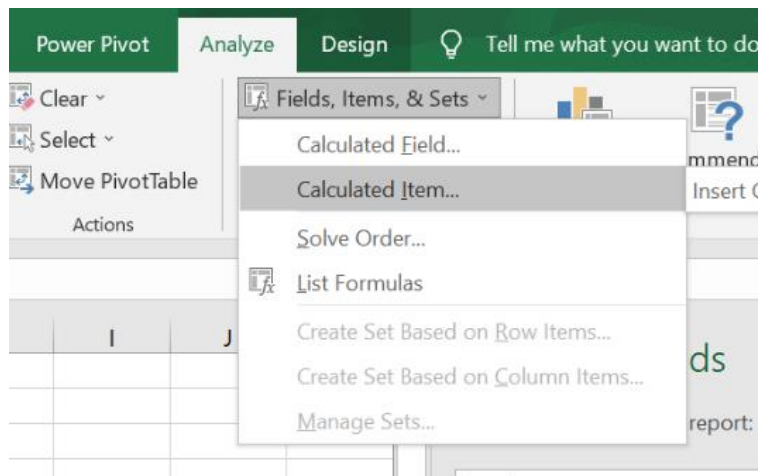 Power Pivot Analyze Design Tell me what you want to do
Clear
Select
Move PivotTable
Actions
Fields, Items, & Sets
Calculated Field...
Calculated Item...
Solve Order...
List Formulas
Create Set Based on Row Items...
Create Set Based on Column Items...
Manage Sets...
Insert
I J
report: